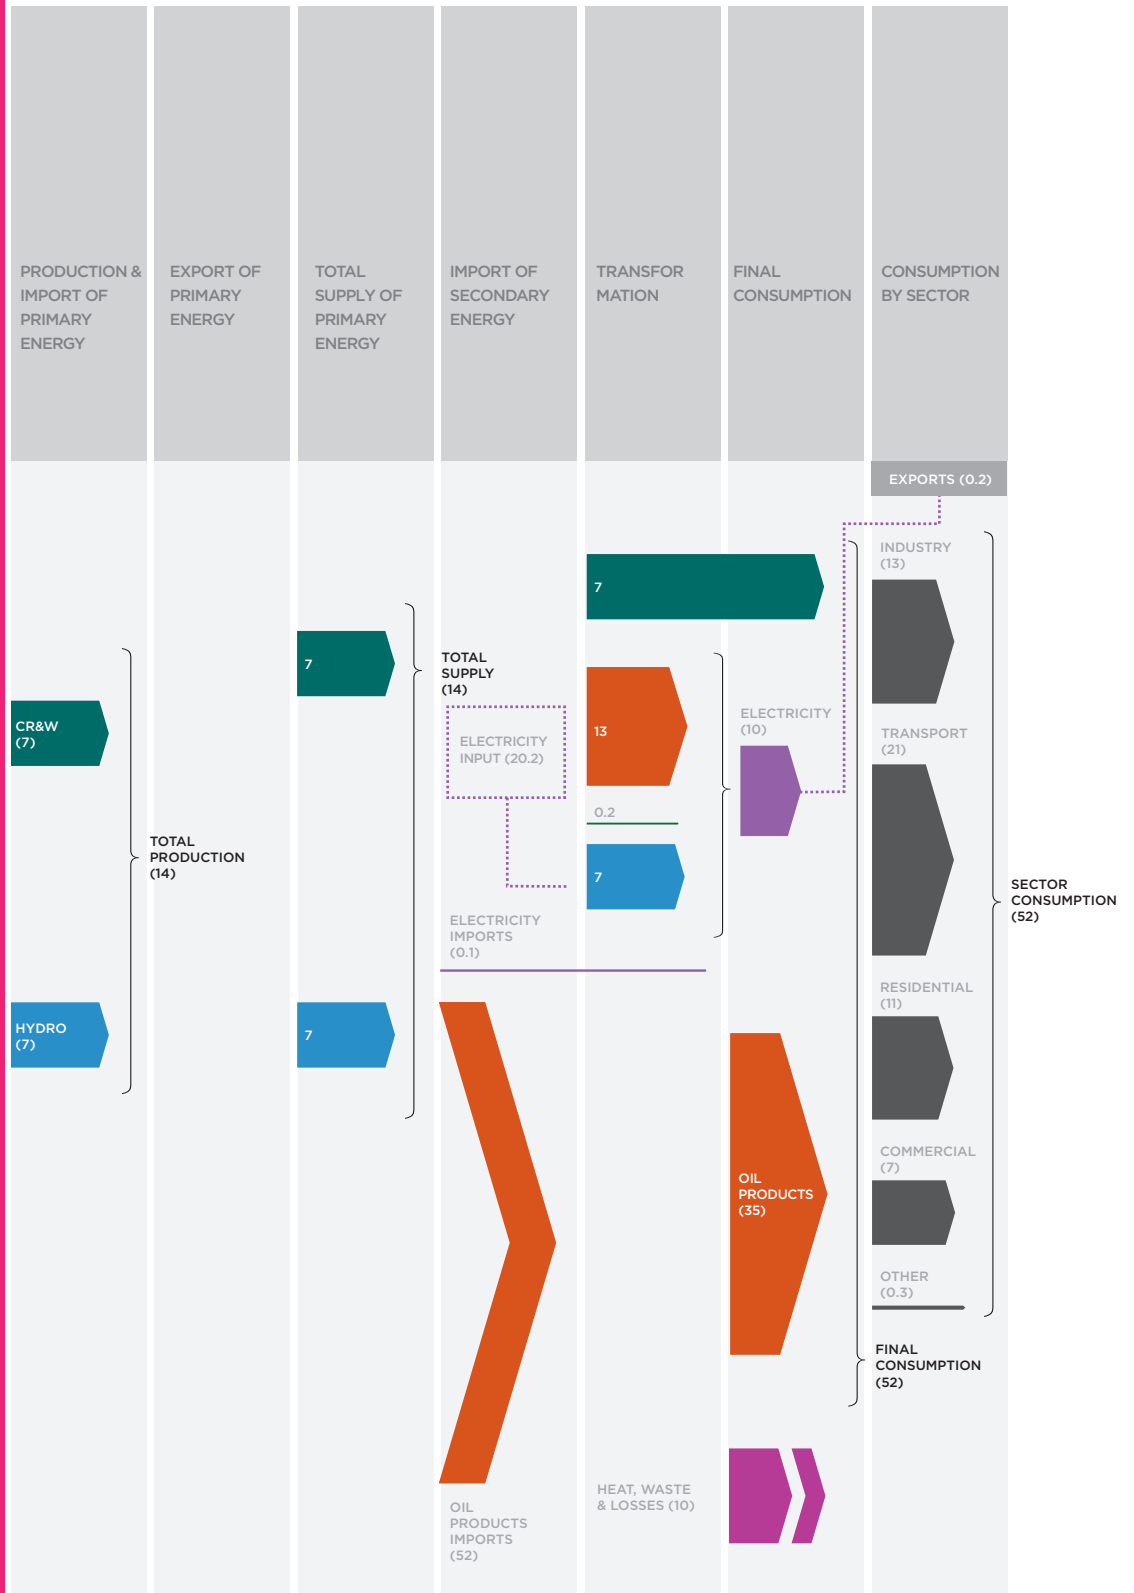 PRODUCTION &
IMPORT OF
PRIMARY
ENERGY
EXPORT OF
PRIMARY
ENERGY
TOTAL
SUPPLY OF
PRIMARY
ENERGY
IMPORT OF
SECONDARY
ENERGY
TRANSFOR
MATION
FINAL
CONSUMPTION
CONSUMPTION
BY SECTOR
CR&W
(7)
HYDRO
(7)
TOTAL
PRODUCTION
(14)
7
7
TOTAL
SUPPLY
(14)
ELECTRICITY
INPUT (20.2)
ELECTRICITY
IMPORTS
(0.1)
OIL
PRODUCTS
IMPORTS
(52)
7
13
0.2
7
HEAT, WASTE
& LOSSES (10)
ELECTRICITY
(10)
OIL
PRODUCTS
(35)
EXPORTS (0.2)
INDUSTRY
(13)
TRANSPORT
(21)
RESIDENTIAL
(11)
COMMERCIAL
(7)
OTHER
(0.3)
FINAL
CONSUMPTION
(52)
SECTOR
CONSUMPTION
(52)